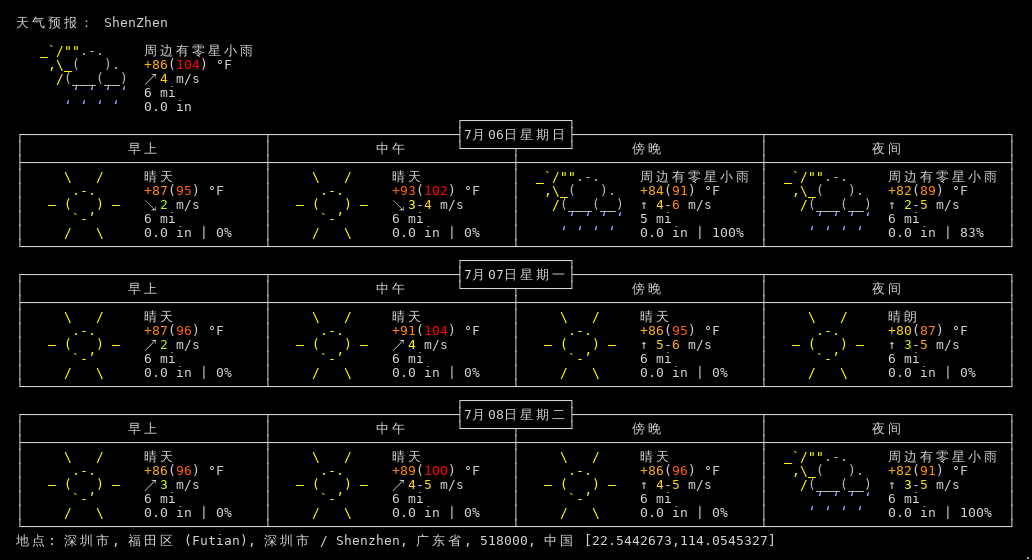 天气预报: ShenZhen
周边有零星小雨
+86(104) °F
↗4 m/s
6 mi
0.0 in
7月06日星期日
早上 中午 傍晚 夜间
晴天 晴天 周边有零星小雨 周边有零星小雨
+87(95) °F +93(102) °F +84(91) °F +82(89) °F
↘2 m/s ↘3-4 m/s ↑ 4-6 m/s ↑ 2-5 m/s
6 mi 6 mi 5 mi 6 mi
0.0 in | 0% 0.0 in | 0% 0.0 in | 100% 0.0 in | 83%
7月07日星期一
早上 中午 傍晚 夜间
晴天 晴天 晴天 晴朗
+87(96) °F +91(104) °F +86(95) °F +80(87) °F
↗2 m/s ↗4 m/s ↑ 5-6 m/s ↑ 3-5 m/s
6 mi 6 mi 6 mi 6 mi
0.0 in | 0% 0.0 in | 0% 0.0 in | 0% 0.0 in | 0%
7月08日星期二
早上 中午 傍晚 夜间
晴天 晴天 晴天 周边有零星小雨
+86(96) °F +89(100) °F +86(96) °F +82(91) °F
↗3 m/s ↗4-5 m/s ↑ 4-5 m/s ↑ 3-5 m/s
6 mi 6 mi 6 mi 6 mi
0.0 in | 0% 0.0 in | 0% 0.0 in | 0% 0.0 in | 100%
地点: 深圳市, 福田区 (Futian), 深圳市 / Shenzhen, 广东省, 518000, 中国 [22.5442673,114.0545327]